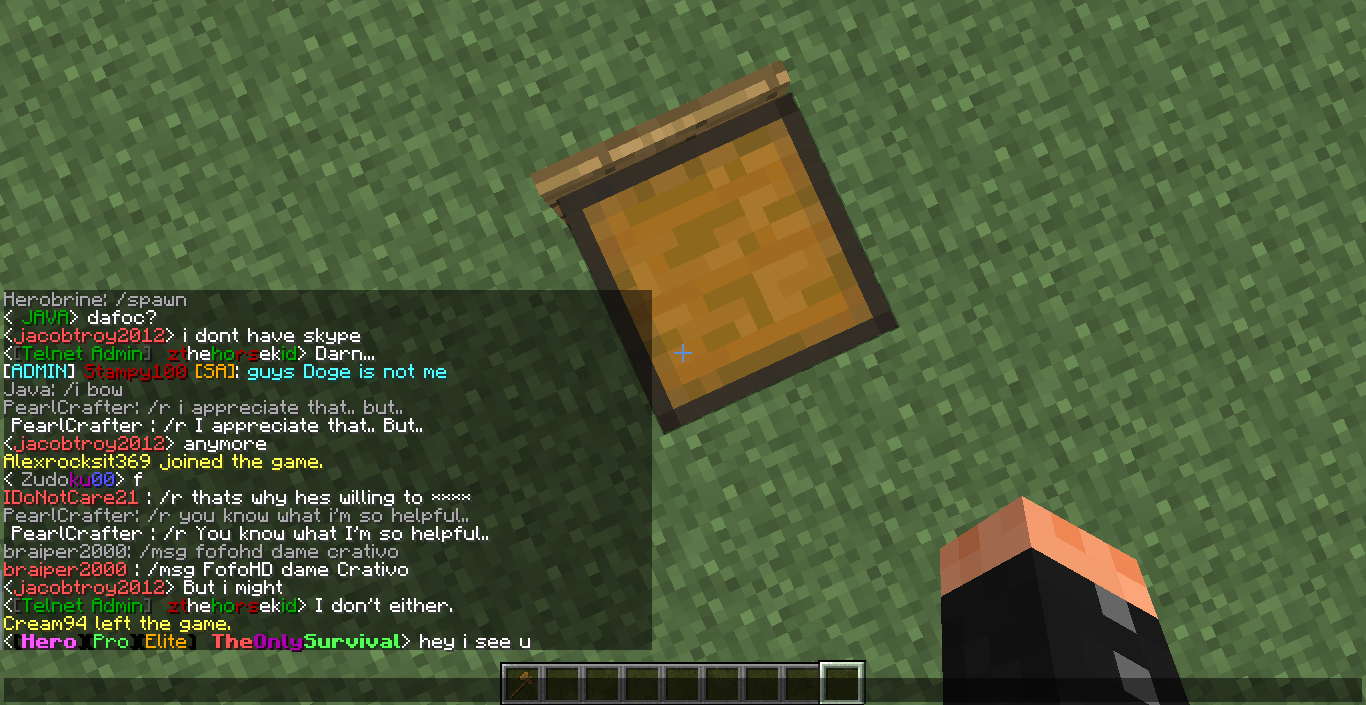 Herobrine: /spawn
< JAVA> dafoc?
<jacobtroy2012> i dont have skype
<[Telnet Admin] zthehorsekid> Darn...
[ADMIN] Stampy100 [SA]: guys Doge is not me
Java: /i bow
PearlCrafter: /r i appreciate that.. but..
PearlCrafter : /r I appreciate that.. But..
<jacobtroy2012> anymore
Alexrocksit369 joined the game.
< Zudoku00> f
IDoNotCare21 : /r thats why hes willing to ****
PearlCrafter: /r you know what i'm so helpful..
PearlCrafter : /r You know what I'm so helpful..
braiper2000: /msg fofohd dame crativo
braiper2000 : /msg FofoHD dame Crativo
<jacobtroy2012> But i might
<[Telnet Admin] zthehorsekid> I don't either.
Cream94 left the game.
<[Hero X Pro X Elite] TheOnlySurvival> hey i see u